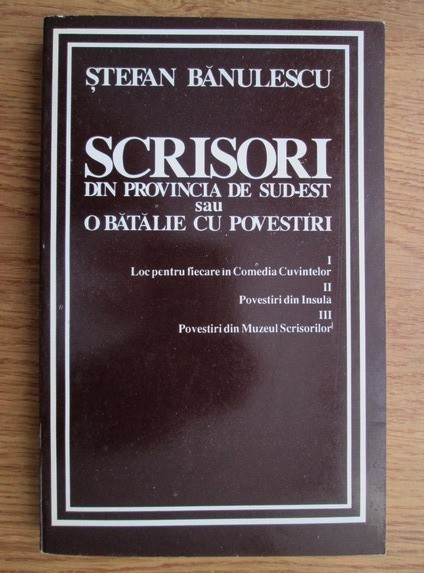 ȘTEFAN BĂNULESCU
SCRISORI
DIN PROVINCIA DE SUD-EST
sau
O BĂTĂLIE CU POVESTIRI
I
Loc pentru fiecare în Comedia Cuvintelor
II
Povestiri din Insula
III
Povestiri din Muzeul Scrisorilor